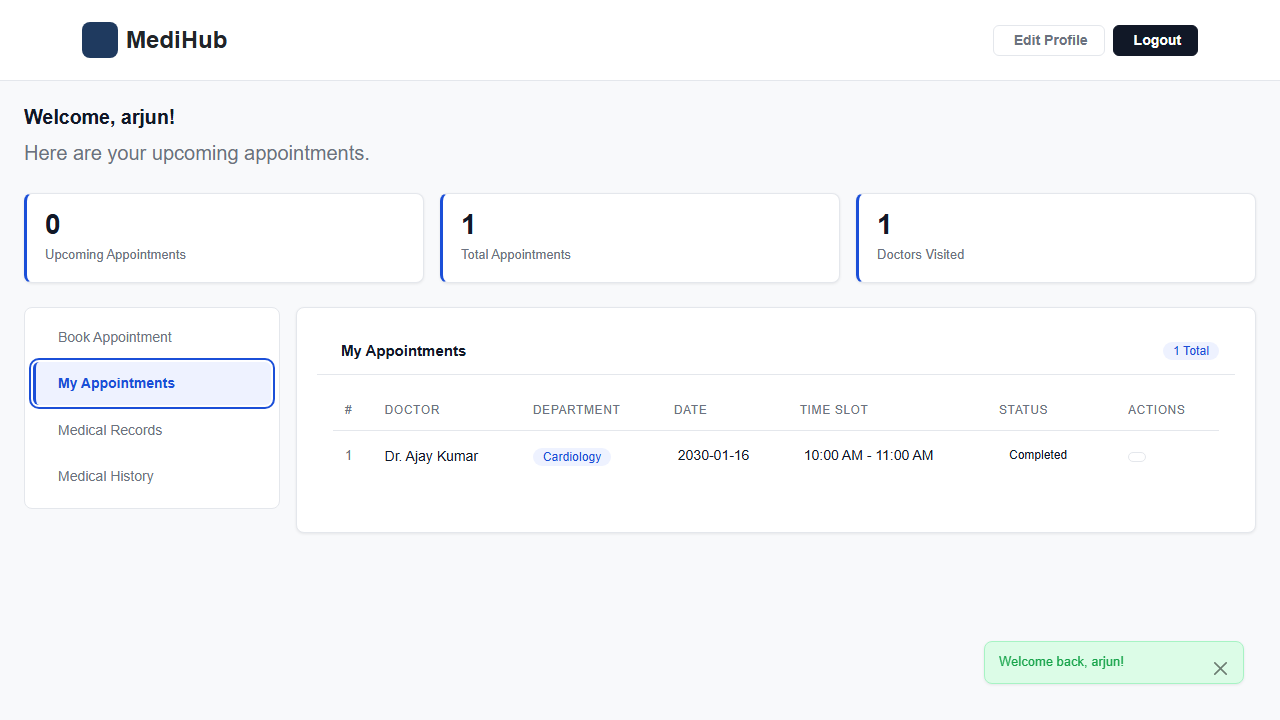 MediHub
Edit Profile
Logout
Welcome, arjun!
Here are your upcoming appointments.
0
Upcoming Appointments
1
Total Appointments
1
Doctors Visited
Book Appointment
My Appointments
Medical Records
Medical History
My Appointments
1 Total
# DOCTOR DEPARTMENT DATE TIME SLOT STATUS ACTIONS
1 Dr. Ajay Kumar Cardiology 2030-01-16 10:00 AM - 11:00 AM Completed
Welcome back, arjun!